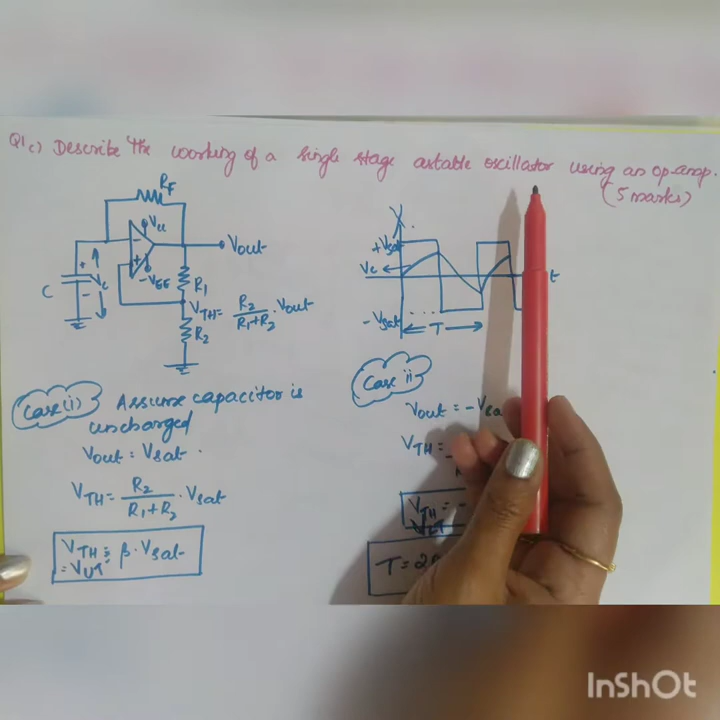 Q1 c) Describe the working of a single stage astable oscillator using an op-amp.
(5 marks)
RF
Vcc
-
+
-VEE
Vout
C
+
Vc
-
R1
VTH = R2/R1+R2 . Vout
R2
+Vsat
Vc
t
-Vsat
T
Case (i) Assume capacitor is
uncharged
Vout = Vsat.
VTH = R2/R1+R2 . Vsat
VTH = β. Vsat
= VUT
Case ii
Vout = -Vsa
VTH = -
VTH = -
T = 2
InShOt